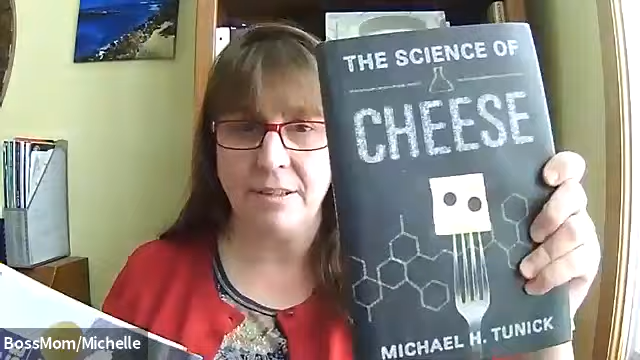 THE SCIENCE OF
CHEESE
MICHAEL H. TUNICK
BossMom/Michelle